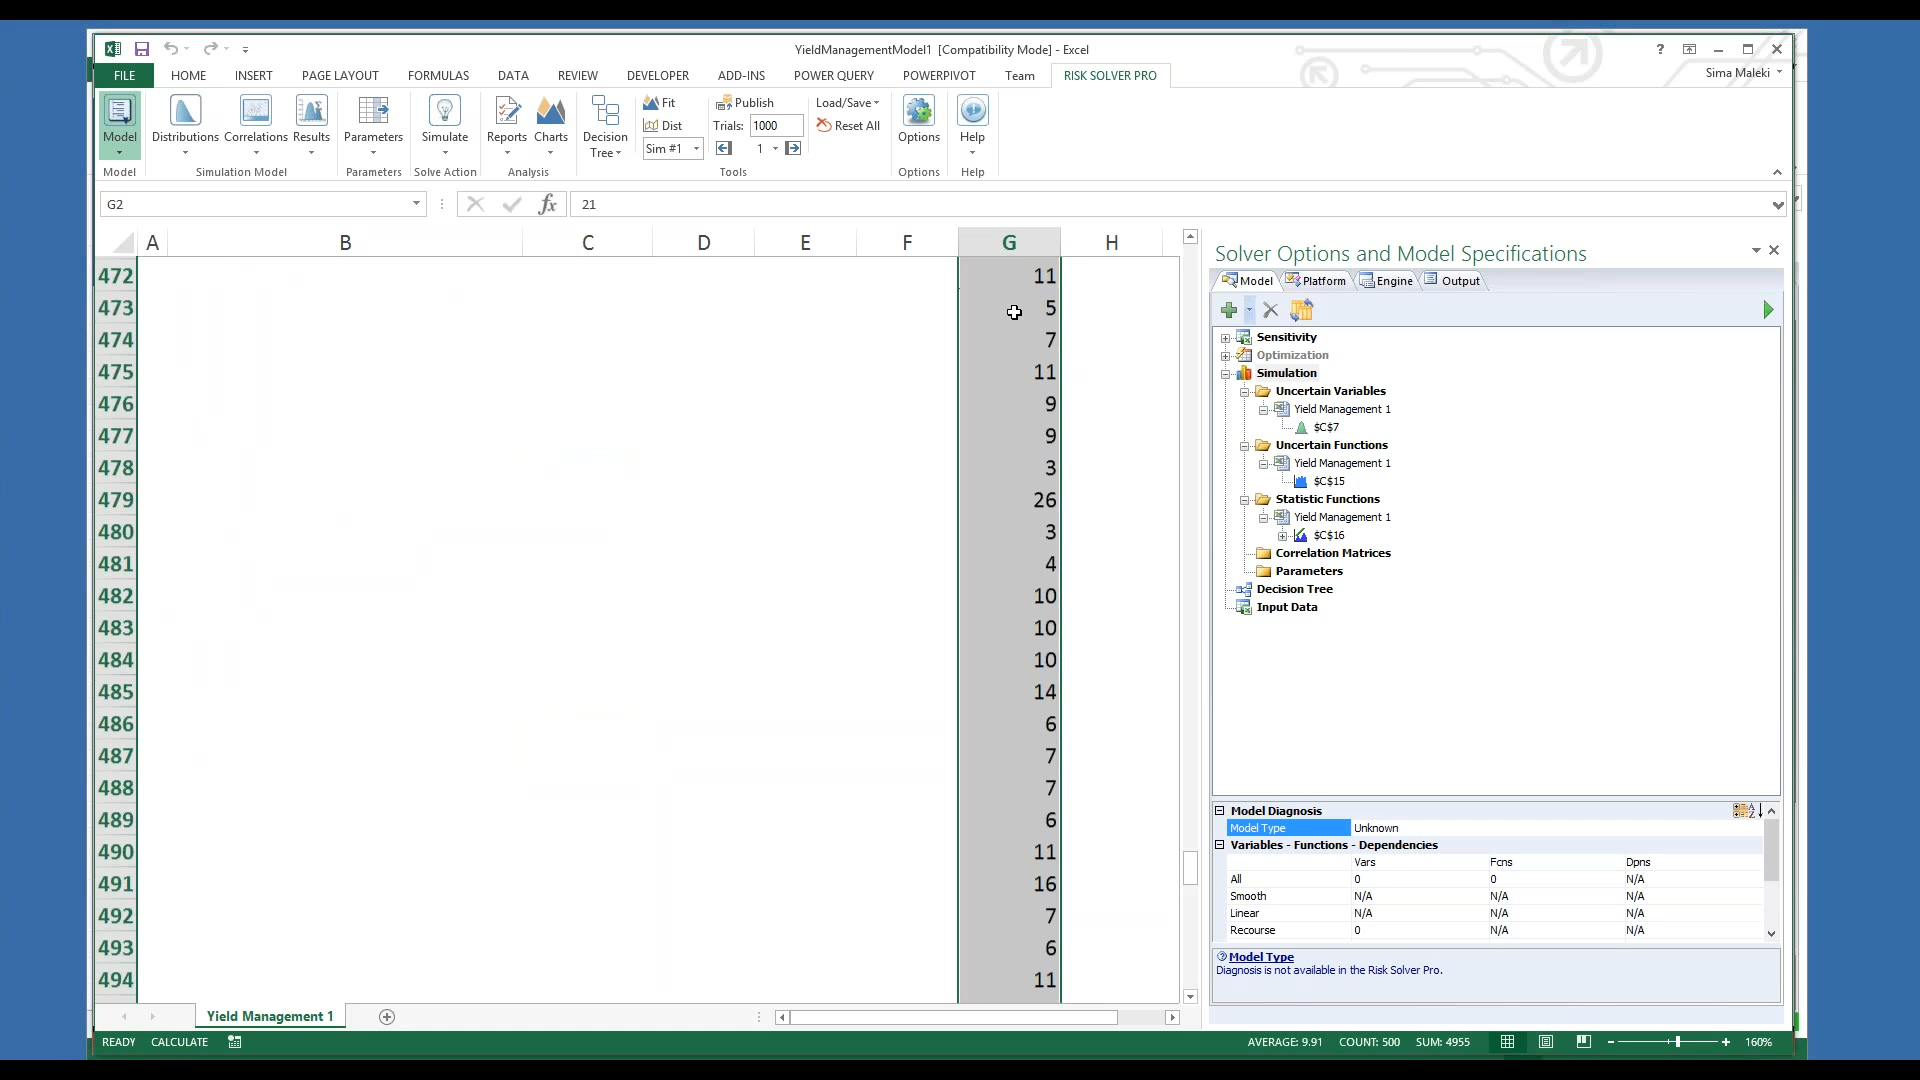 YieldManagementModel1 [Compatibility Mode] - Excel
?
FILE HOME INSERT PAGE LAYOUT FORMULAS DATA REVIEW DEVELOPER ADD-INS POWER QUERY POWERPIVOT Team RISK SOLVER PRO Sima Maleki
Model Distributions Correlations Results Parameters Simulate Reports Charts Decision Tree Fit Dist Sim #1 Publish Trials: 1000 1 Load/Save Reset All Options Help
Model Simulation Model Parameters Solve Action Analysis Tools Options Help
G2 fx 21
A B C D E F G H
472 11
473 5
474 7
475 11
476 9
477 9
478 3
479 26
480 3
481 4
482 10
483 10
484 10
485 14
486 6
487 7
488 7
489 6
490 11
491 16
492 7
493 6
494 11
Yield Management 1
READY CALCULATE AVERAGE: 9.91 COUNT: 500 SUM: 4955 160%
Solver Options and Model Specifications
Model Platform Engine Output
Sensitivity
Optimization
Simulation
Uncertain Variables
Yield Management 1
$C$7
Uncertain Functions
Yield Management 1
$C$15
Statistic Functions
Yield Management 1
$C$16
Correlation Matrices
Parameters
Decision Tree
Input Data
Model Diagnosis
Model Type Unknown
Variables - Functions - Dependencies
Vars Fcns Dpns
All 0 0 N/A
Smooth N/A N/A N/A
Linear N/A N/A N/A
Recourse 0 N/A N/A
Model Type
Diagnosis is not available in the Risk Solver Pro.